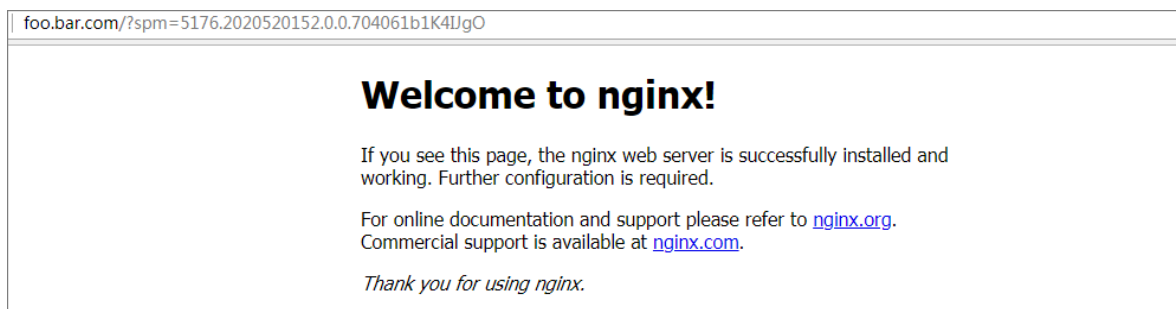 foo.bar.com/?spm=5176.2020520152.0.0.704061b1K4IJgO
Welcome to nginx!
If you see this page, the nginx web server is successfully installed and
working. Further configuration is required.
For online documentation and support please refer to nginx.org.
Commercial support is available at nginx.com.
Thank you for using nginx.